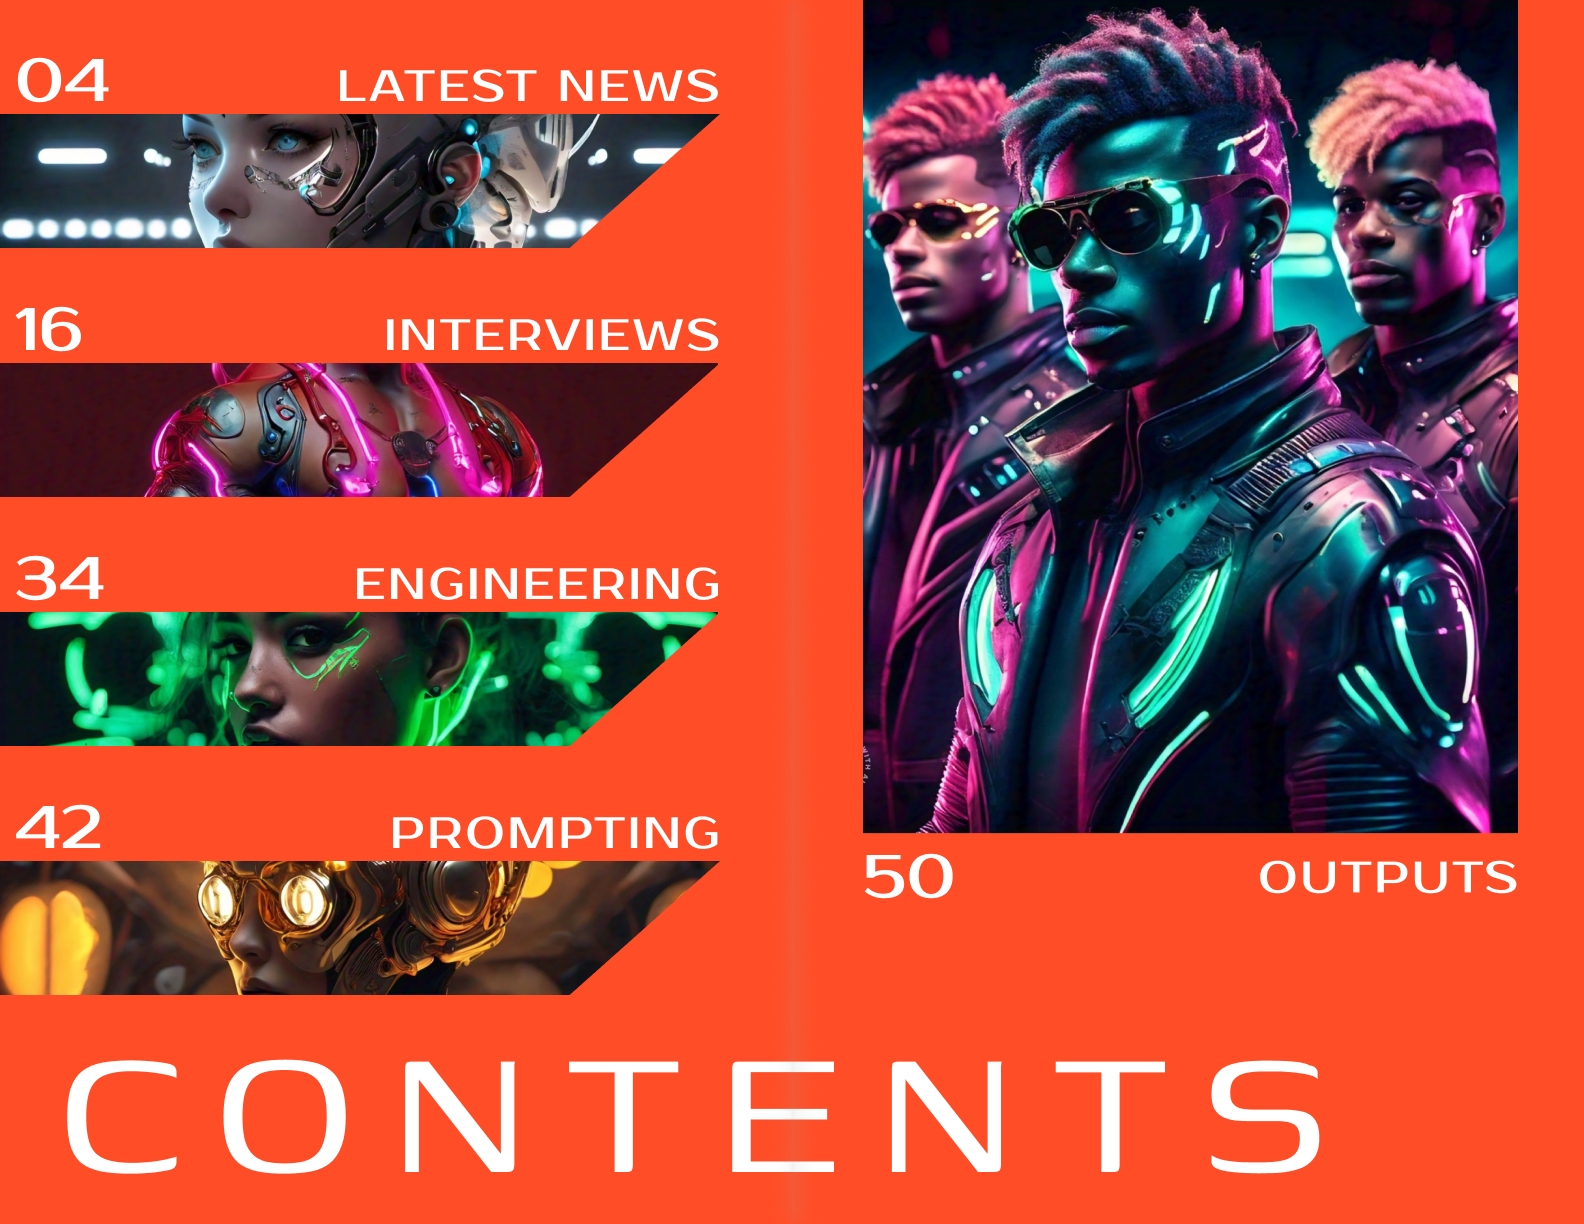 04 LATEST NEWS
16 INTERVIEWS
34 ENGINEERING
42 PROMPTING
50 OUTPUTS
CONTENTS